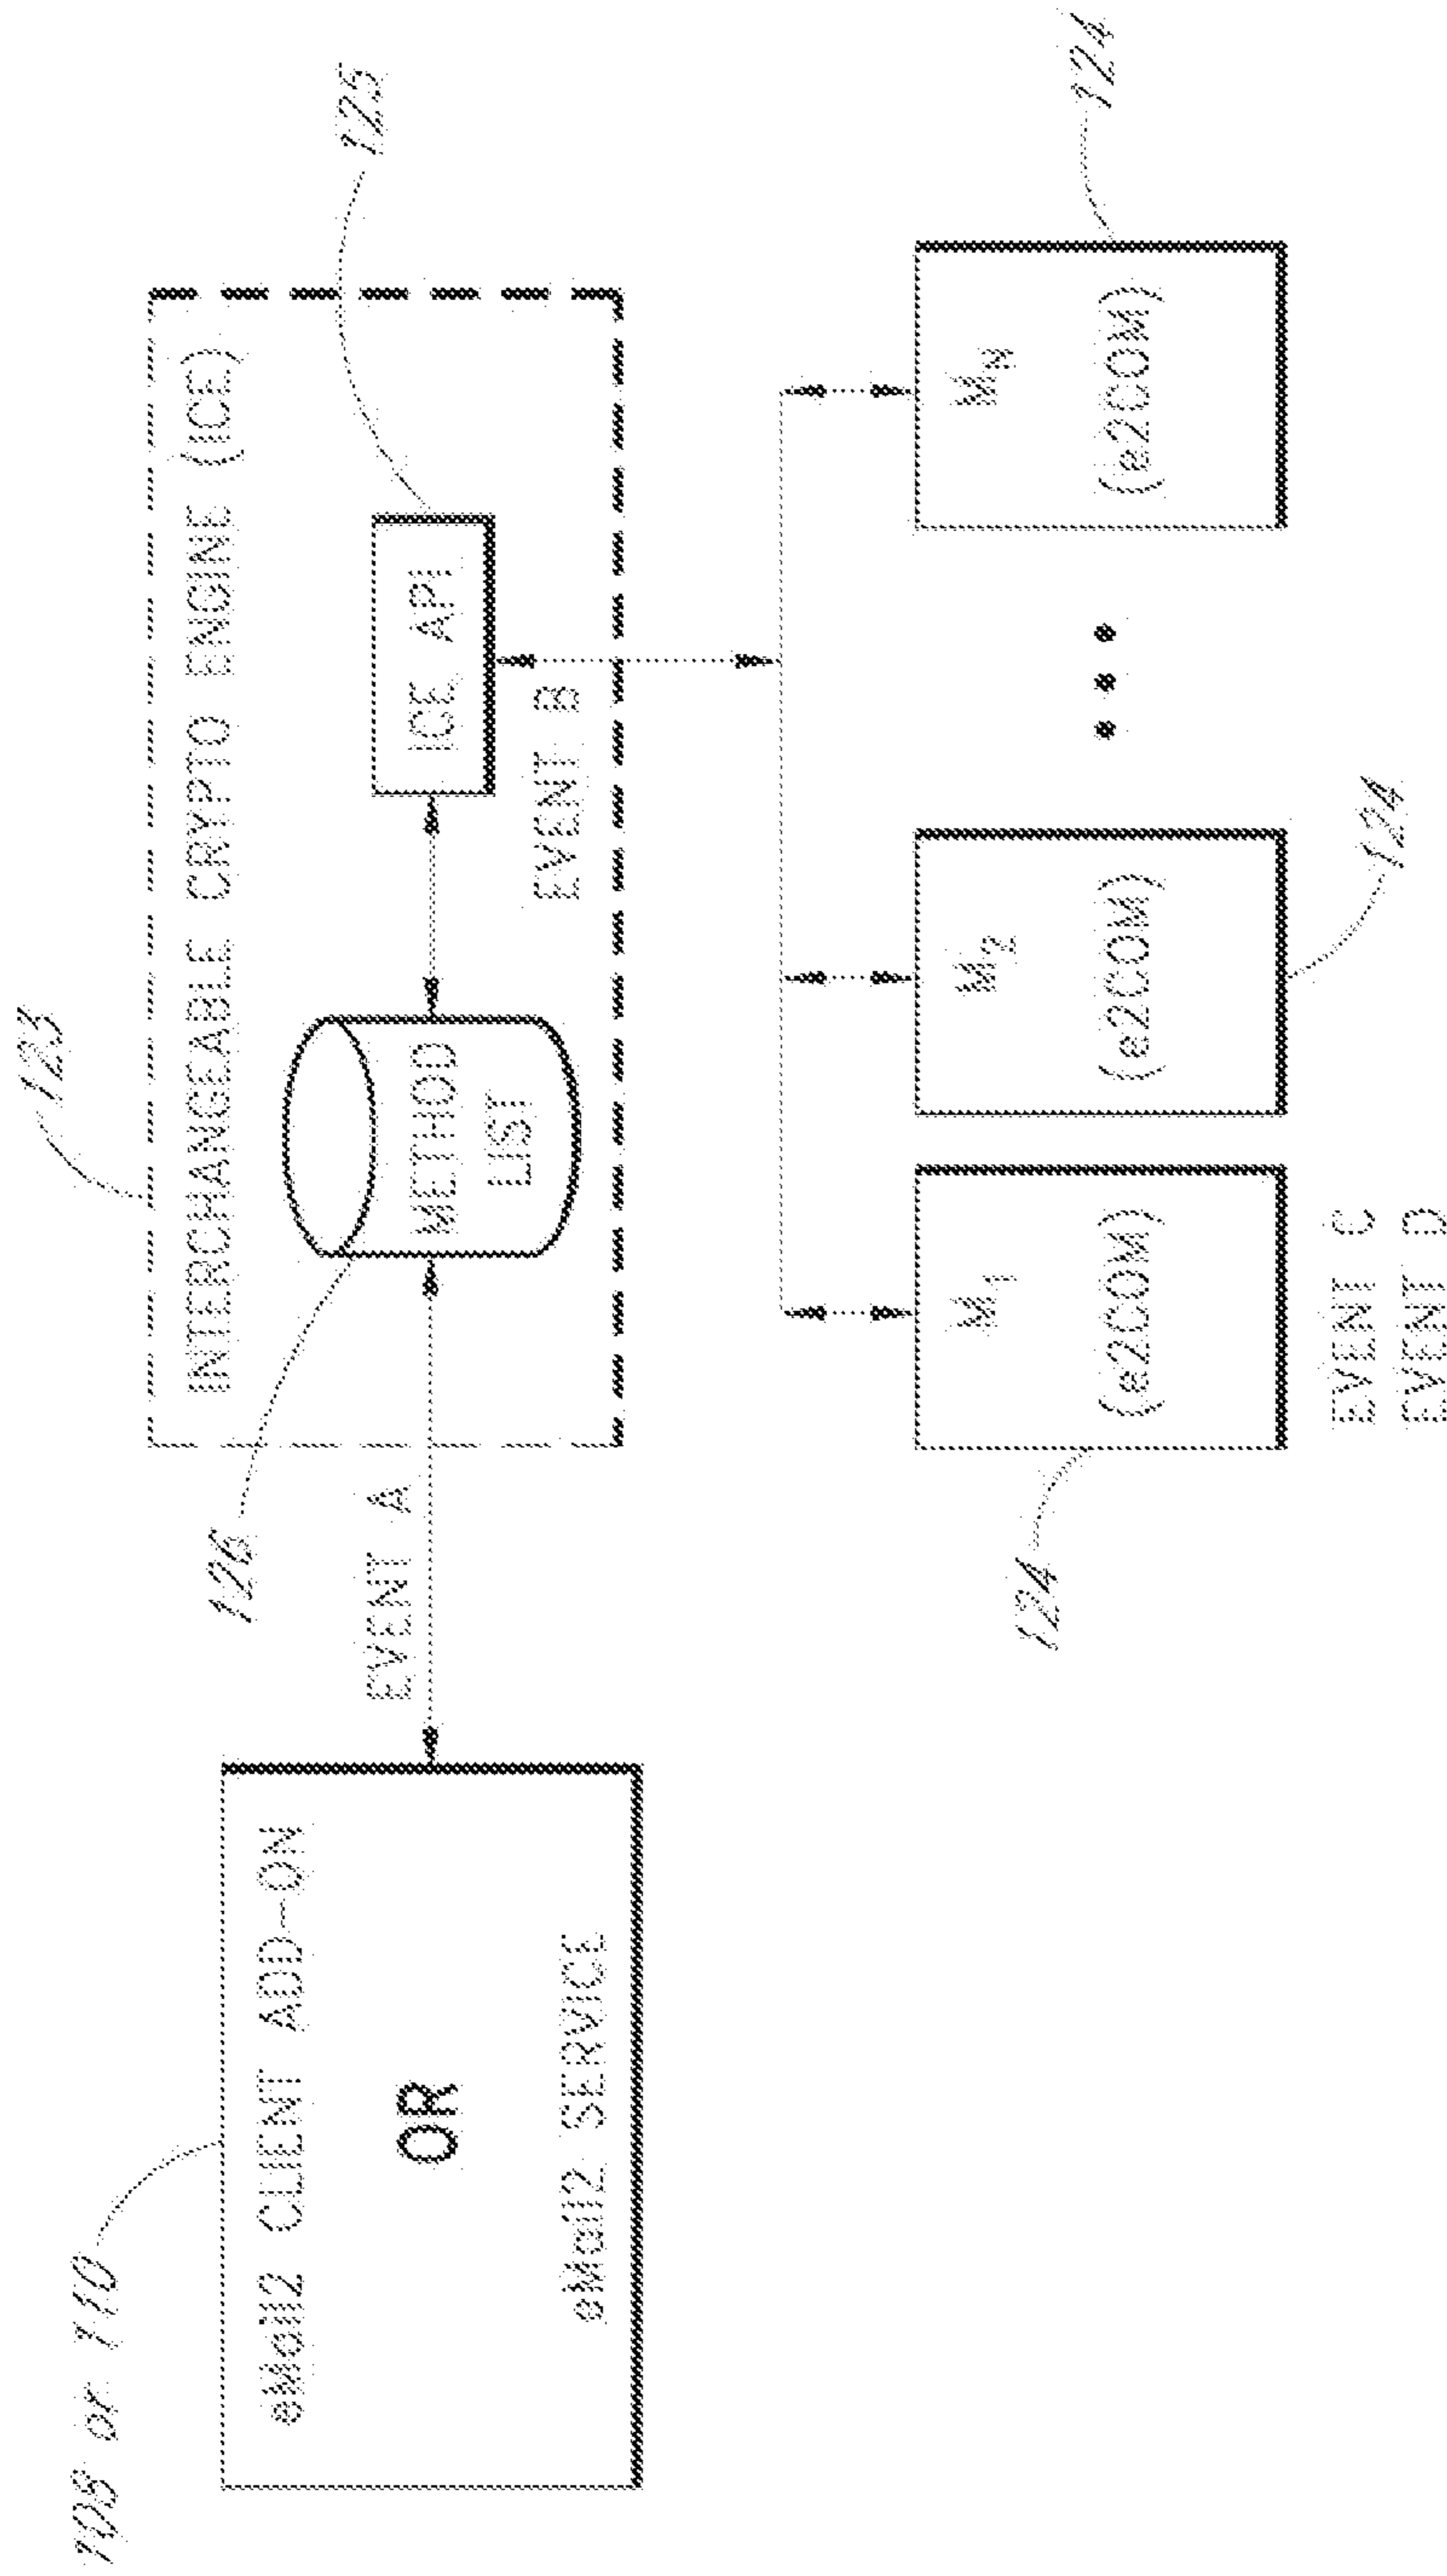 108 or 110
eMail2 CLIENT ADD-ON
OR
eMail2 SERVICE
EVENT A
123
INTERCHANGEABLE CRYPTO ENGINE (ICE)
126
METHOD
LIST
ICE API
125
EVENT B
124
M1
(e2COM)
EVENT C
EVENT D
M2
(e2COM)
124
MN
(e2COM)
124